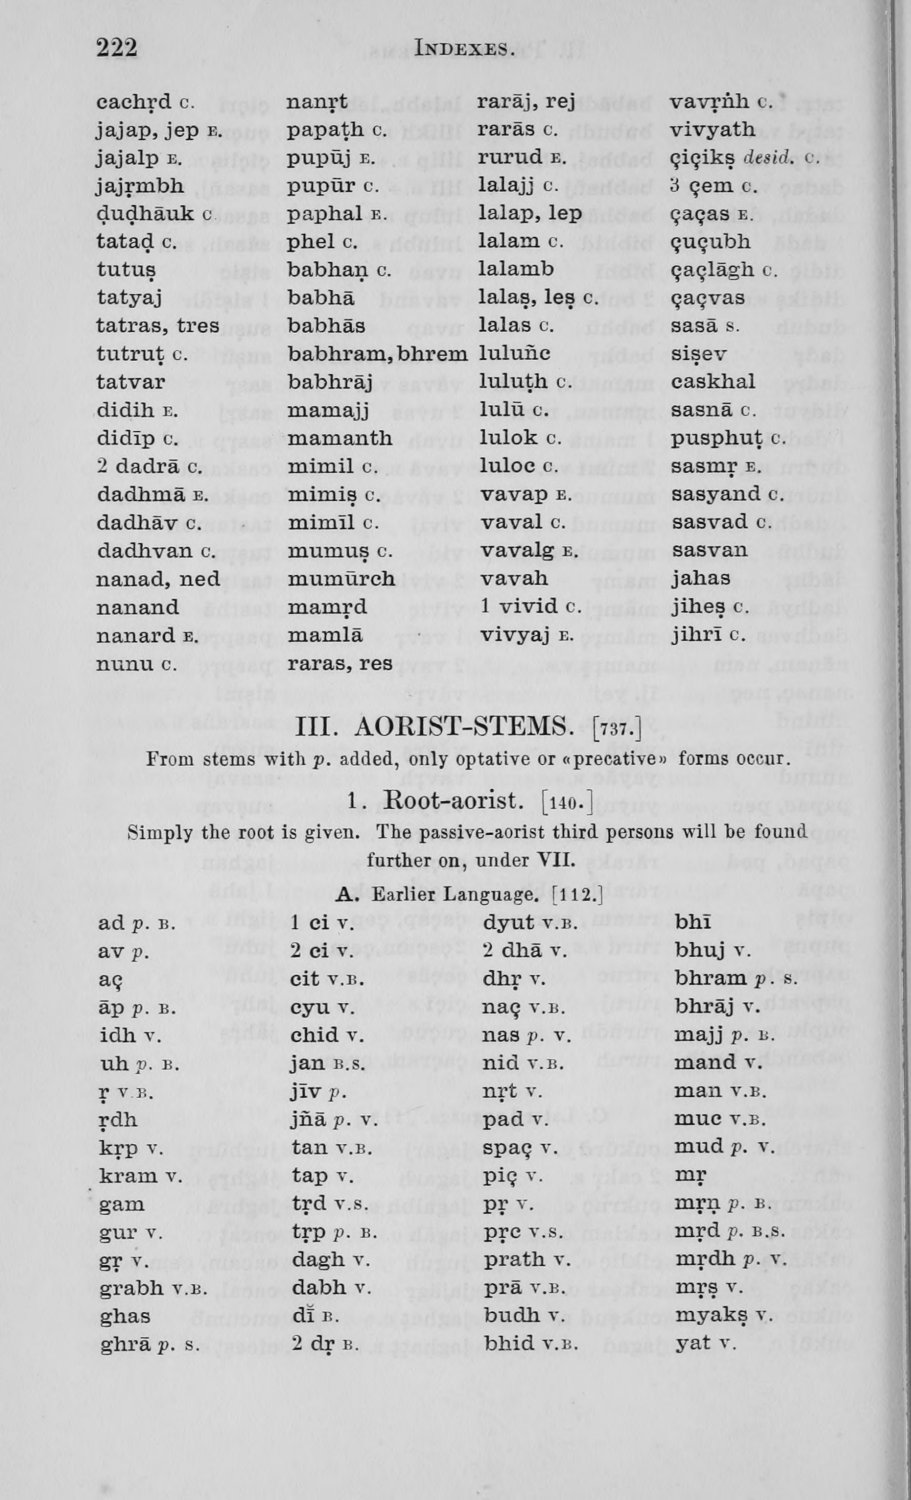 222 INDEXES.
cachṛd C. nanṛt rarāj, rej vavṛṅh C.
jajap, jep E. papaṭh C. rarās C. vivyath
jajalp E. pupūj E. rurud E. çiçikṣ desid. C.
jajṛmbh pupūr C. lalajj C. 3 çem C.
ḍuḍhāuk C paphal E. lalap, lep çaças E.
tataḍ C. phel C. lalam C. çuçubh
tutuṣ babhaṇ C. lalamb çaçlāgh C.
tatyaj babhā lalaṣ, leṣ C. çaçvas
tatras, tres babhās lalas C. sasā S.
tutruṭ C. babhram, bhrem luluñc siṣev
tatvar babhrāj luluṭh C. caskhal
didih E. mamajj lulū C. sasnā C.
didīp C. mamanth lulok C. pusphuṭ C.
2 dadrā C. mimil C. luloc C. sasmṛ E.
dadhmā E. mimiṣ C. vavap E. sasyand C.
dadhāv C. mimīl C. vaval C. sasvad C.
dadhvan C. mumuṣ C. vavalg E. sasvan
nanad, ned mumūrch vavah jahas
nanand mamṛd 1 vivid C. jiheṣ C.
nanard E. mamlā vivyaj E. jihrī C.
nunu C. raras, res
III. AORIST-STEMS. [737.]
From stems with p. added, only optative or «precative» forms occur.
1. Root-aorist. [140.]
Simply the root is given. The passive-aorist third persons will be found
further on, under VII.
A. Earlier Language. [112.]
ad p. B. 1 ci V. dyut V.B. bhī
av p. 2 ci V. 2 dhā V. bhuj V.
aç cit V.B. dhṛ V. bhram p. S.
āp p. B. cyu V. naç V.B. bhrāj V.
idh V. chid V. nas p. V. majj p. B.
uh p. B. jan B.S. nid V.B. mand V.
ṛ V.B. jīv p. nṛt V. man V.B.
ṛdh jñā p. V. pad V. muc V.B.
kṛp V. tan V.B. spaç V. mud p. V.
kram V. tap V. piç V. mṛ
gam tṛd V.S. pṛ V. mṛṇ p. B.
gur V. tṛp p. B. pṛc V.S. mṛd p. B.S.
gṛ V. dagh V. prath V. mṛdh p. V.
grabh V.B. dabh V. prā V.B. mṛṣ V.
ghas dī̆ B. budh V. myakṣ V.
ghrā p. S. 2 dṛ B. bhid V.B. yat V.